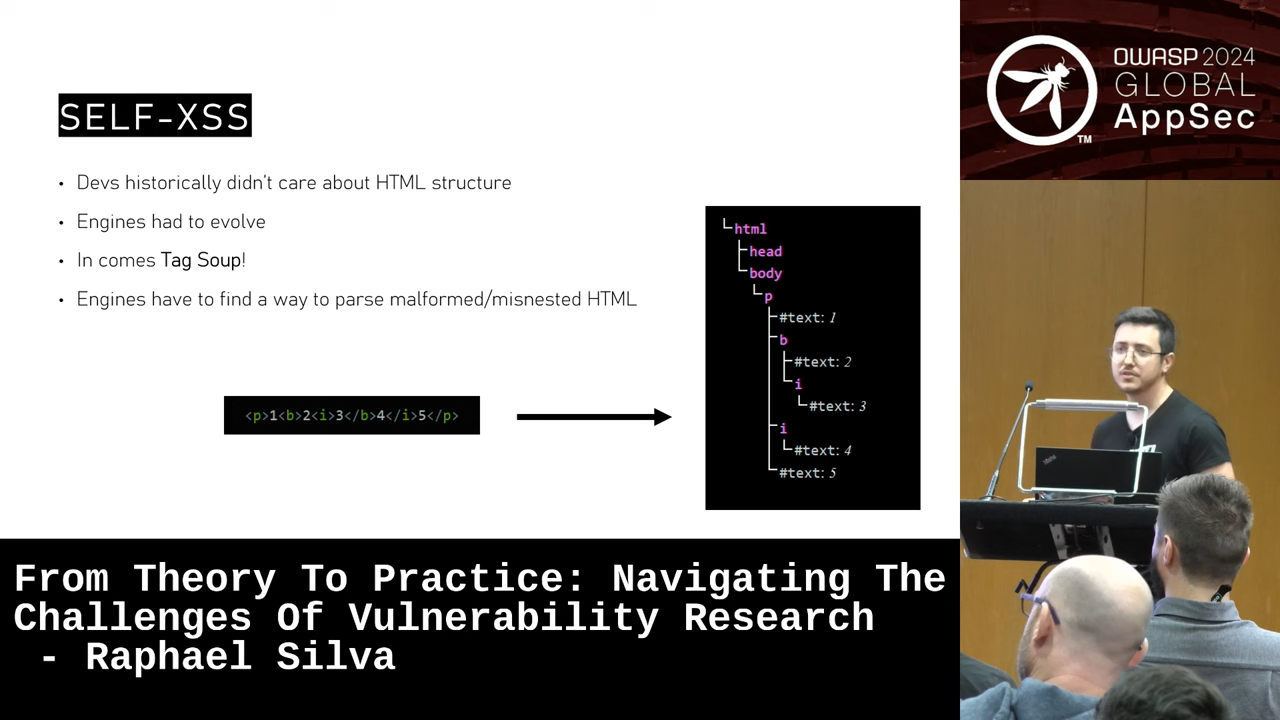 SELF-XSS
• Devs historically didn't care about HTML structure
• Engines had to evolve
• In comes Tag Soup!
• Engines have to find a way to parse malformed/misnested HTML
<p>1<b>2<i>3</b>4</i>5</p>
html
head
body
p
#text: 1
b
#text: 2
i
#text: 3
i
#text: 4
#text: 5
OWASP 2024
GLOBAL
AppSec
TM
From Theory To Practice: Navigating The
Challenges Of Vulnerability Research
- Raphael Silva